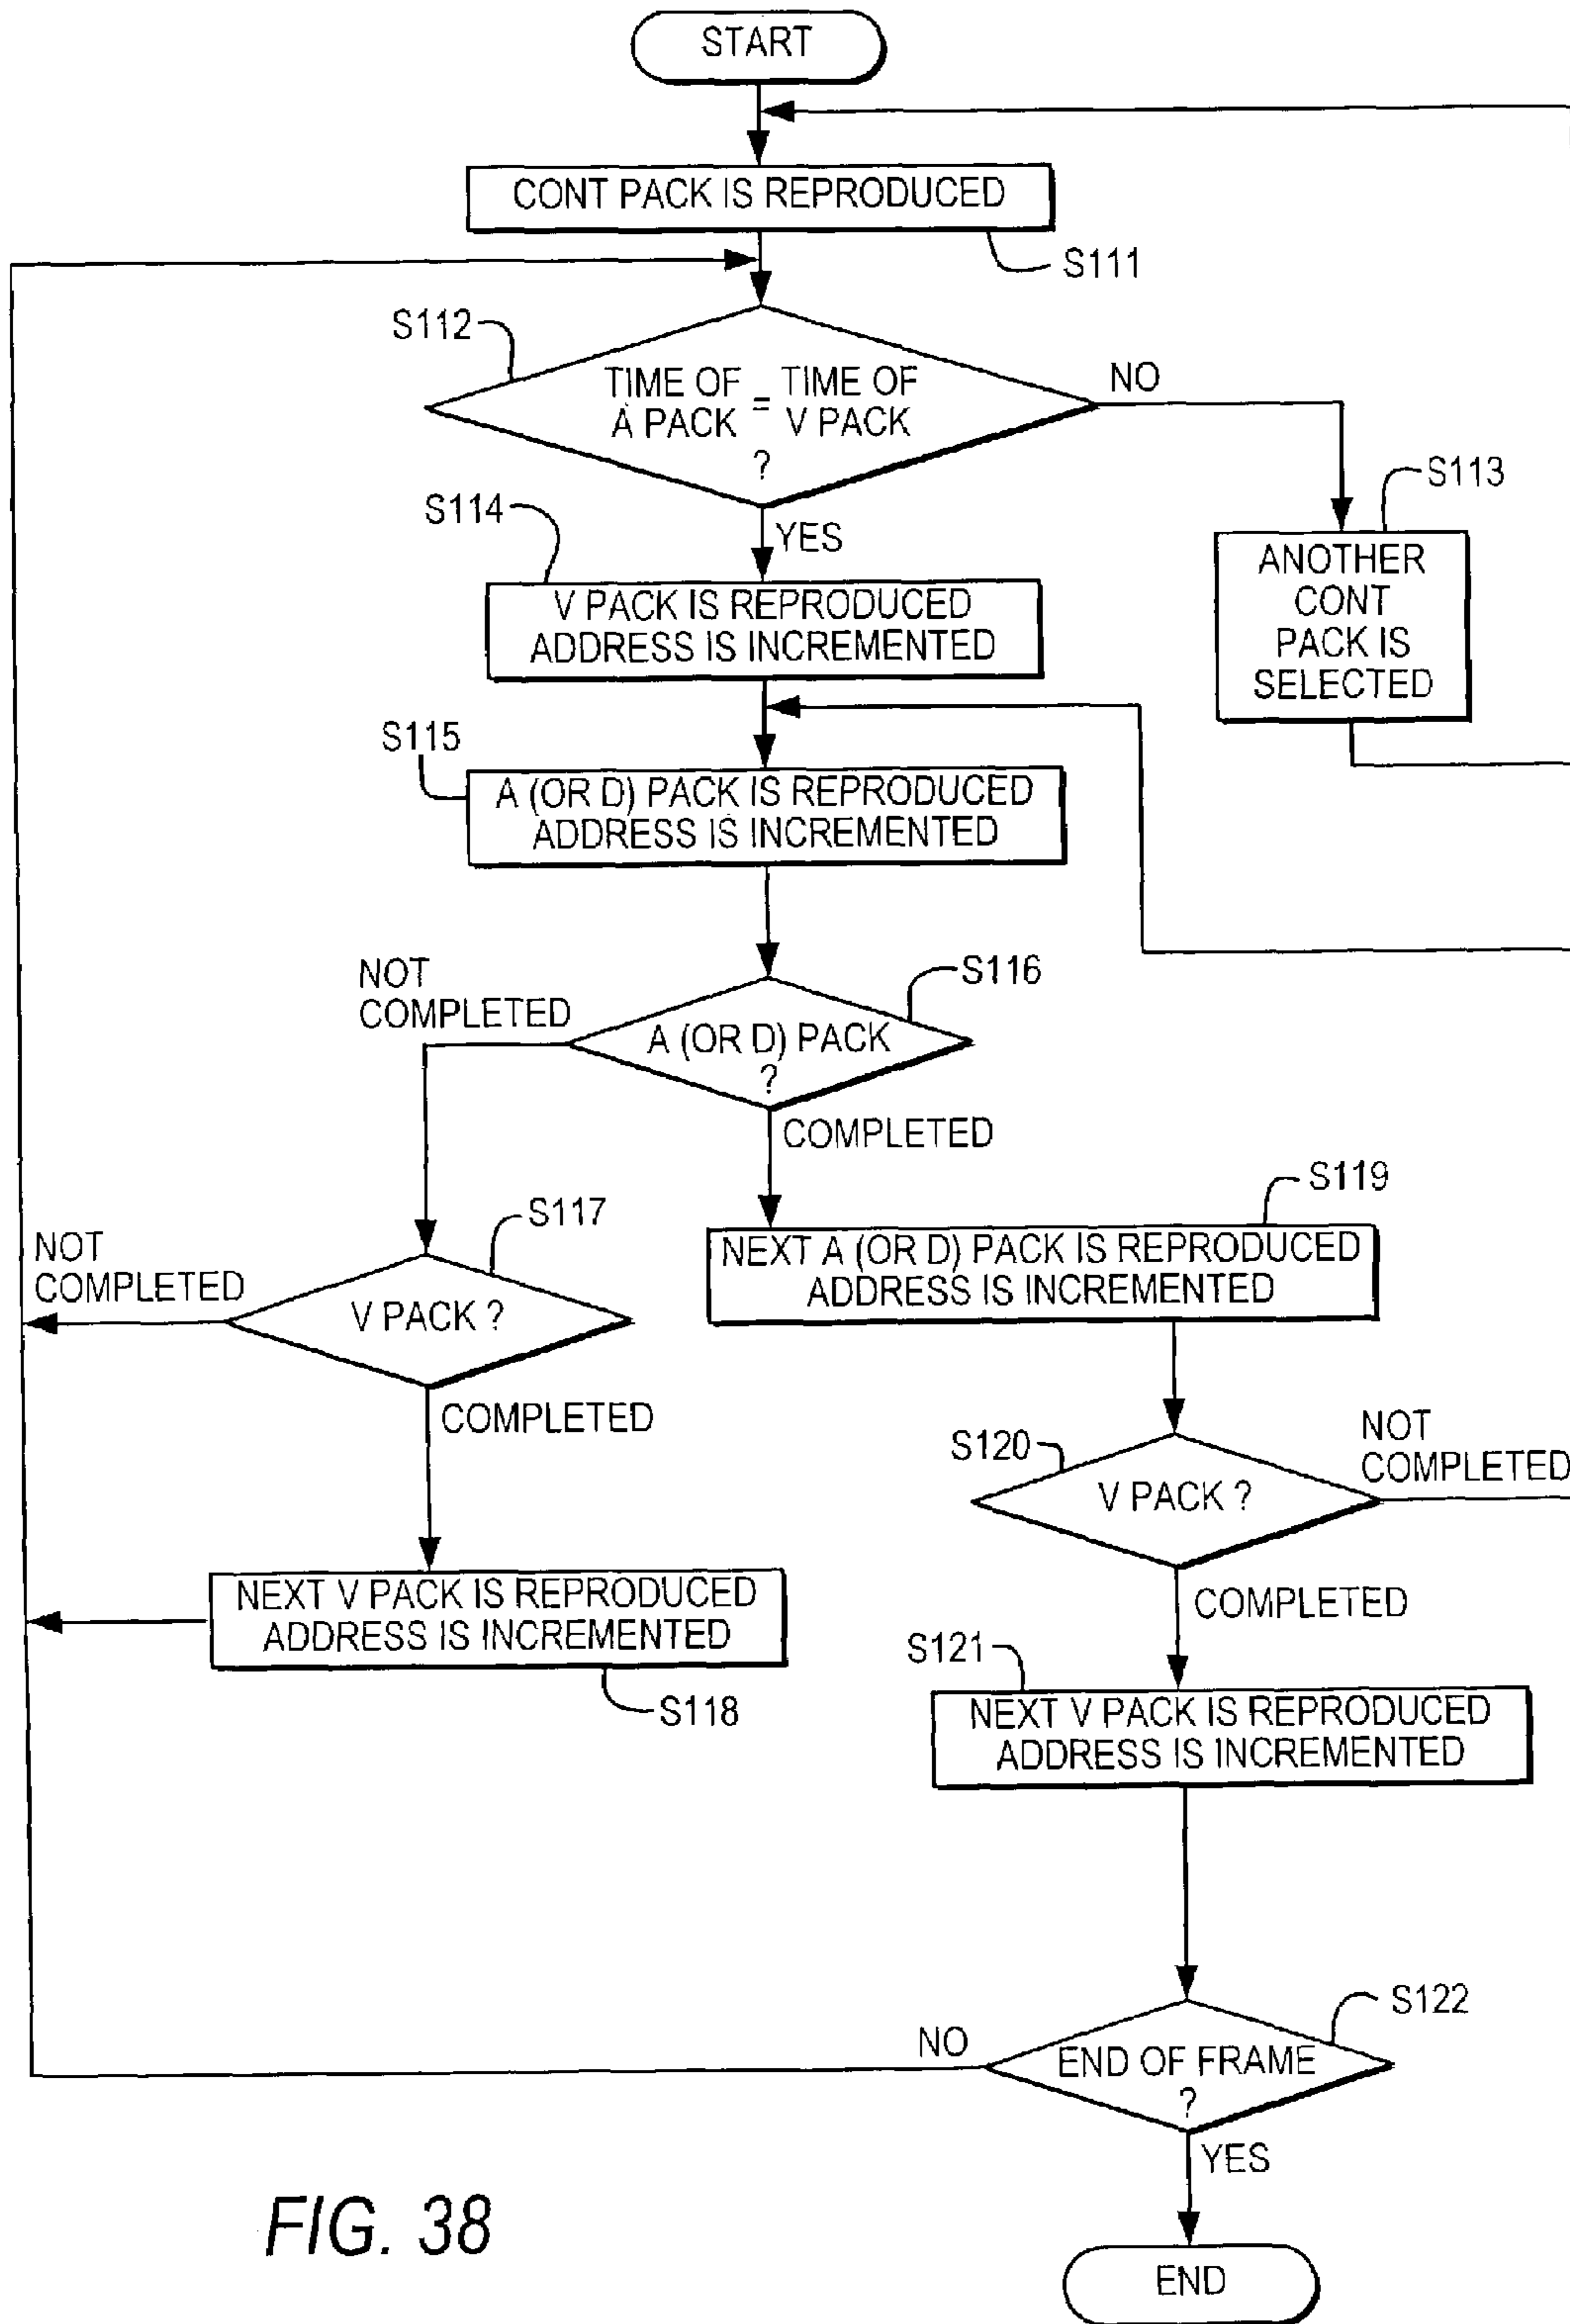 START
CONT PACK IS REPRODUCED
S111
S112
TIME OF A PACK = TIME OF V PACK
?
NO
S113
S114
YES
ANOTHER
CONT
PACK IS
SELECTED
V PACK IS REPRODUCED
ADDRESS IS INCREMENTED
S115
A (OR D) PACK IS REPRODUCED
ADDRESS IS INCREMENTED
NOT
COMPLETED
S116
A (OR D) PACK
?
COMPLETED
S119
S117
NOT
COMPLETED
V PACK ?
NEXT A (OR D) PACK IS REPRODUCED
ADDRESS IS INCREMENTED
COMPLETED
S120
NOT
COMPLETED
V PACK ?
NEXT V PACK IS REPRODUCED
ADDRESS IS INCREMENTED
S118
COMPLETED
S121
NEXT V PACK IS REPRODUCED
ADDRESS IS INCREMENTED
S122
NO
END OF FRAME
?
YES
FIG. 38
END